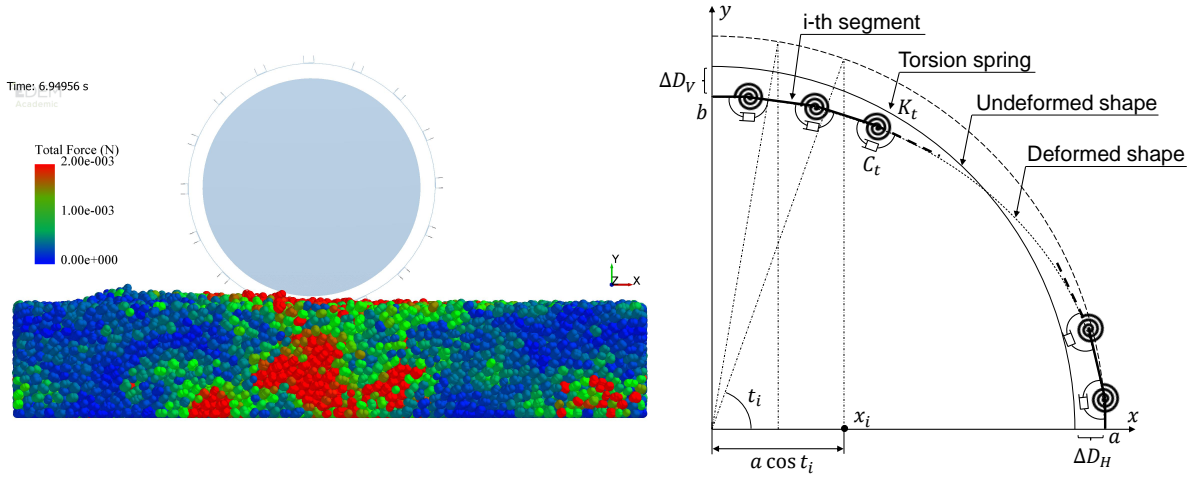 Time: 6.94956 s
EDEM
Academic
Total Force (N)
2.00e-003
1.00e-003
0.00e+000
Y
Z
X
y
i-th segment
Torsion spring
ΔD_V
K_t
Undeformed shape
b
Deformed shape
C_t
t_i
x_i
x
a
a cos t_i
ΔD_H